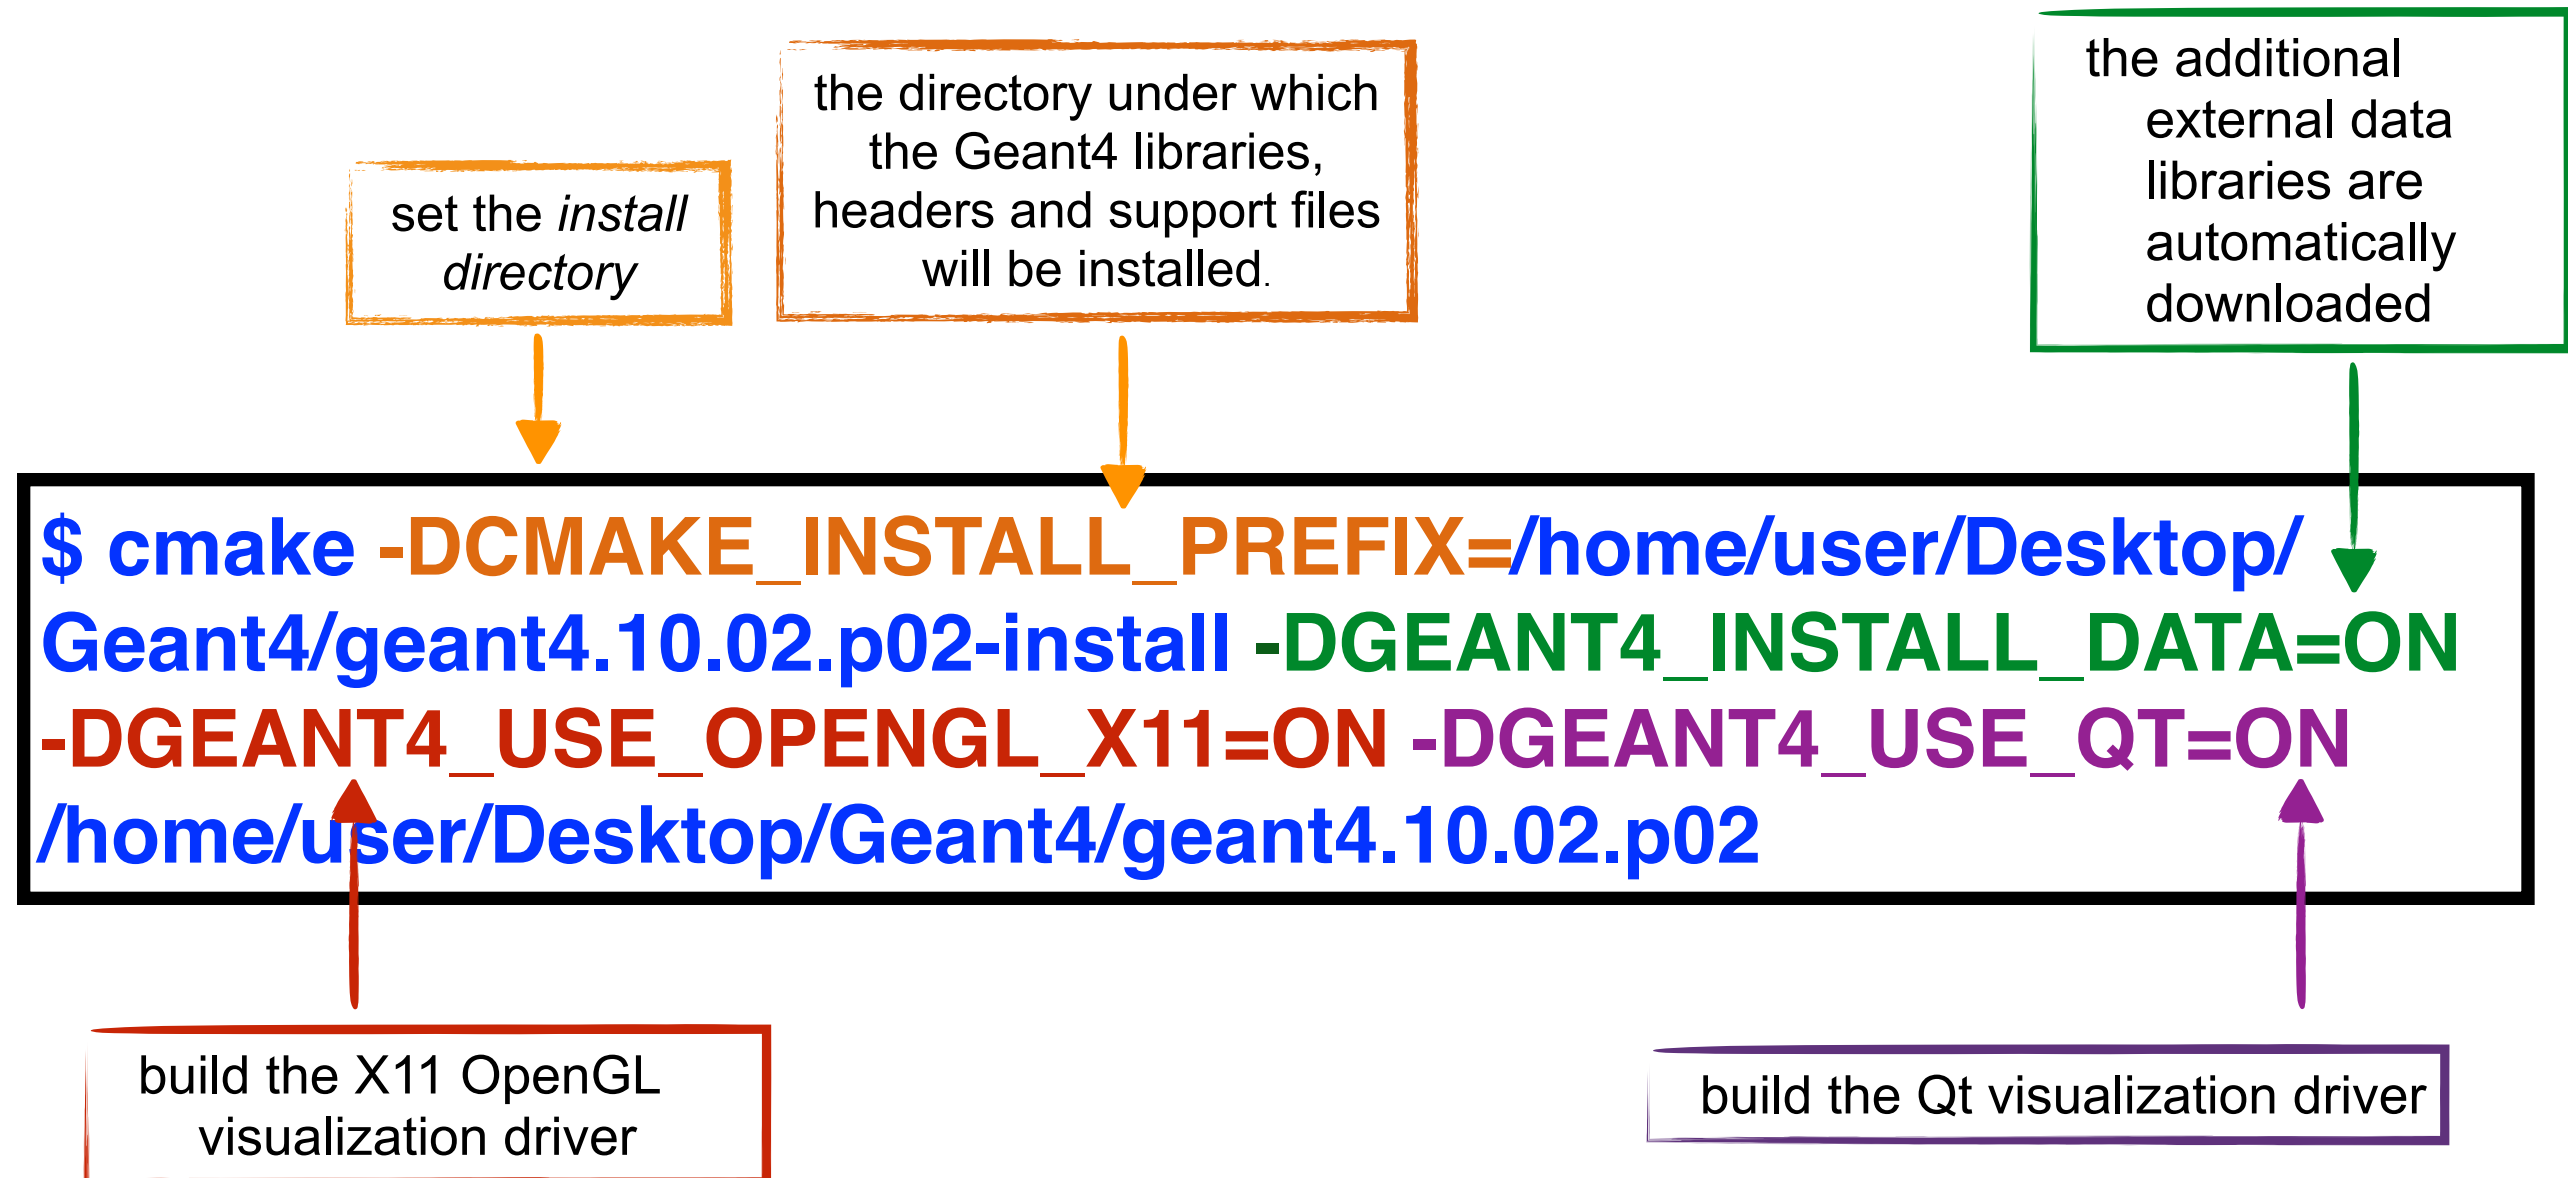 set the install
directory
the directory under which
the Geant4 libraries,
headers and support files
will be installed.
the additional
external data
libraries are
automatically
downloaded
$ cmake -DCMAKE_INSTALL_PREFIX=/home/user/Desktop/
Geant4/geant4.10.02.p02-install -DGEANT4_INSTALL_DATA=ON
-DGEANT4_USE_OPENGL_X11=ON -DGEANT4_USE_QT=ON
/home/user/Desktop/Geant4/geant4.10.02.p02
build the X11 OpenGL
visualization driver
build the Qt visualization driver